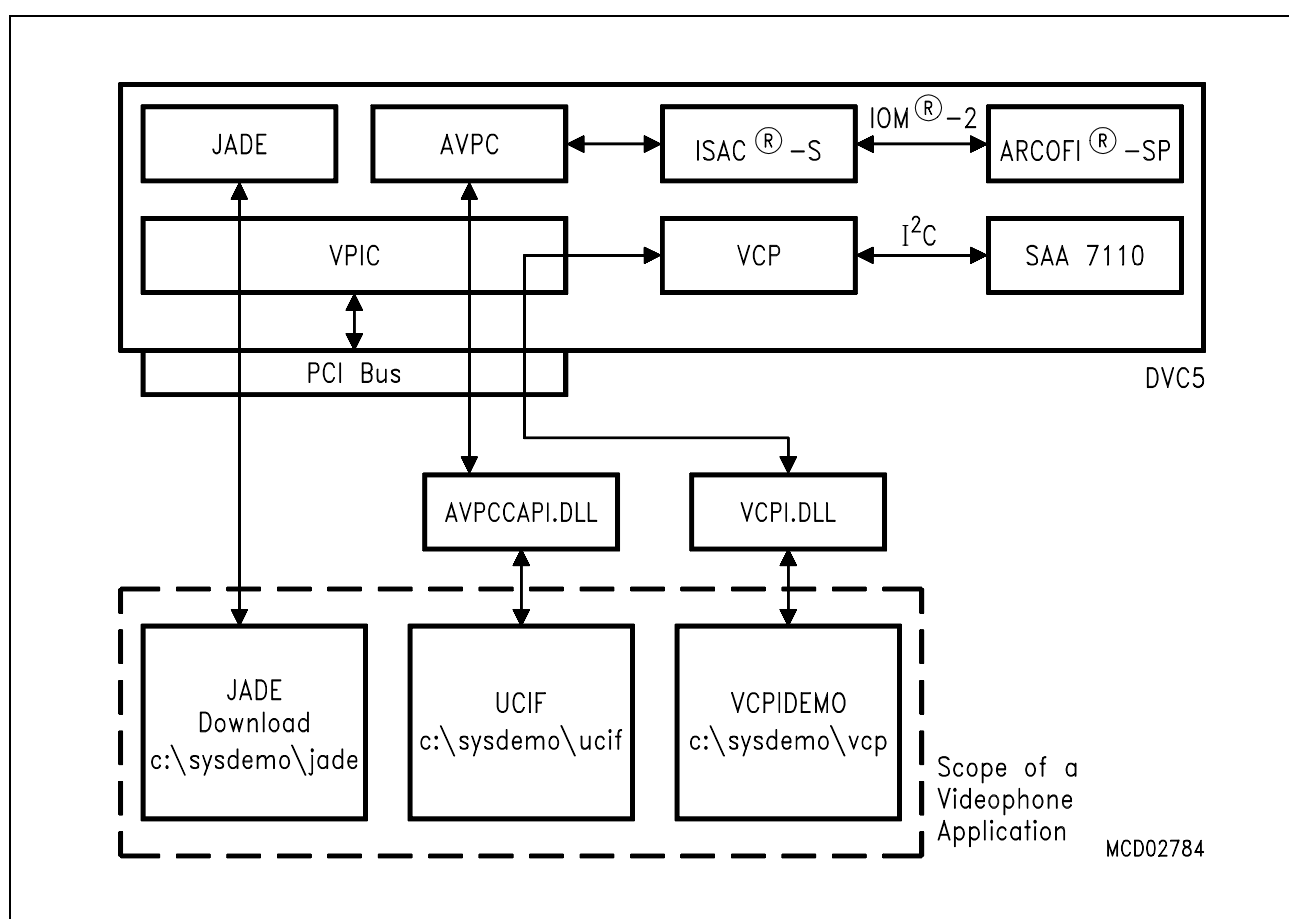 JADE
AVPC
ISAC®-S
IOM®-2
ARCOFI®-SP
VPIC
VCP
I²C
SAA 7110
PCI Bus
DVC5
AVPCCAPI.DLL
VCPI.DLL
JADE
Download
c:\sysdemo\jade
UCIF
c:\sysdemo\ucif
VCPIDEMO
c:\sysdemo\vcp
Scope of a
Videophone
Application
MCD02784